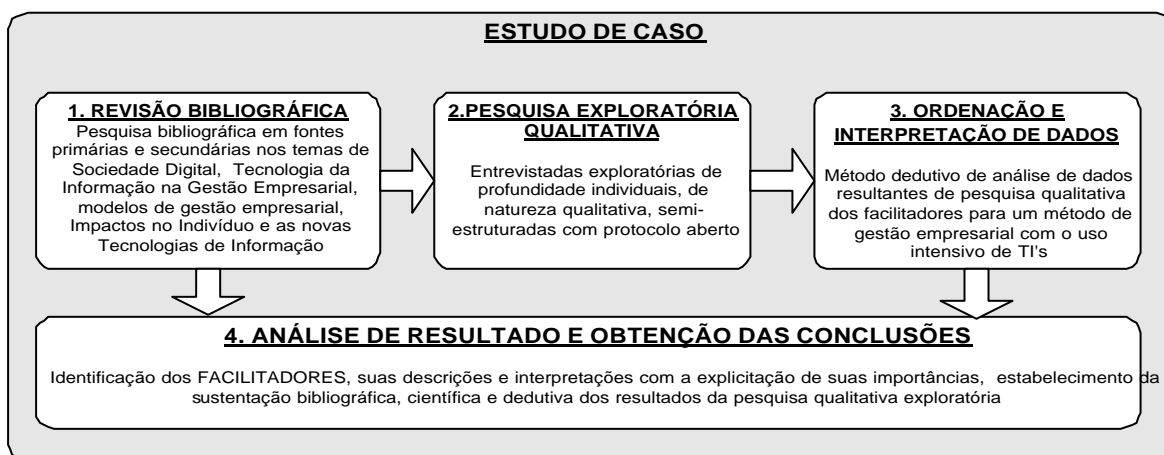 ESTUDO DE CASO
1. REVISÃO BIBLIOGRÁFICA
Pesquisa bibliográfica em fontes
primárias e secundárias nos temas de
Sociedade Digital, Tecnologia da
Informação na Gestão Empresarial,
modelos de gestão empresarial,
Impactos no Indivíduo e as novas
Tecnologias de Informação
2.PESQUISA EXPLORATÓRIA
QUALITATIVA
Entrevistadas exploratórias de
profundidade individuais, de
natureza qualitativa, semi-
estruturadas com protocolo aberto
3. ORDENAÇÃO E
INTERPRETAÇÃO DE DADOS
Método dedutivo de análise de dados
resultantes de pesquisa qualitativa
dos facilitadores para um método de
gestão empresarial com o uso
intensivo de TI's
4. ANÁLISE DE RESULTADO E OBTENÇÃO DAS CONCLUSÕES
Identificação dos FACILITADORES, suas descrições e interpretações com a explicitação de suas importâncias, estabelecimento da
sustentação bibliográfica, científica e dedutiva dos resultados da pesquisa qualitativa exploratória